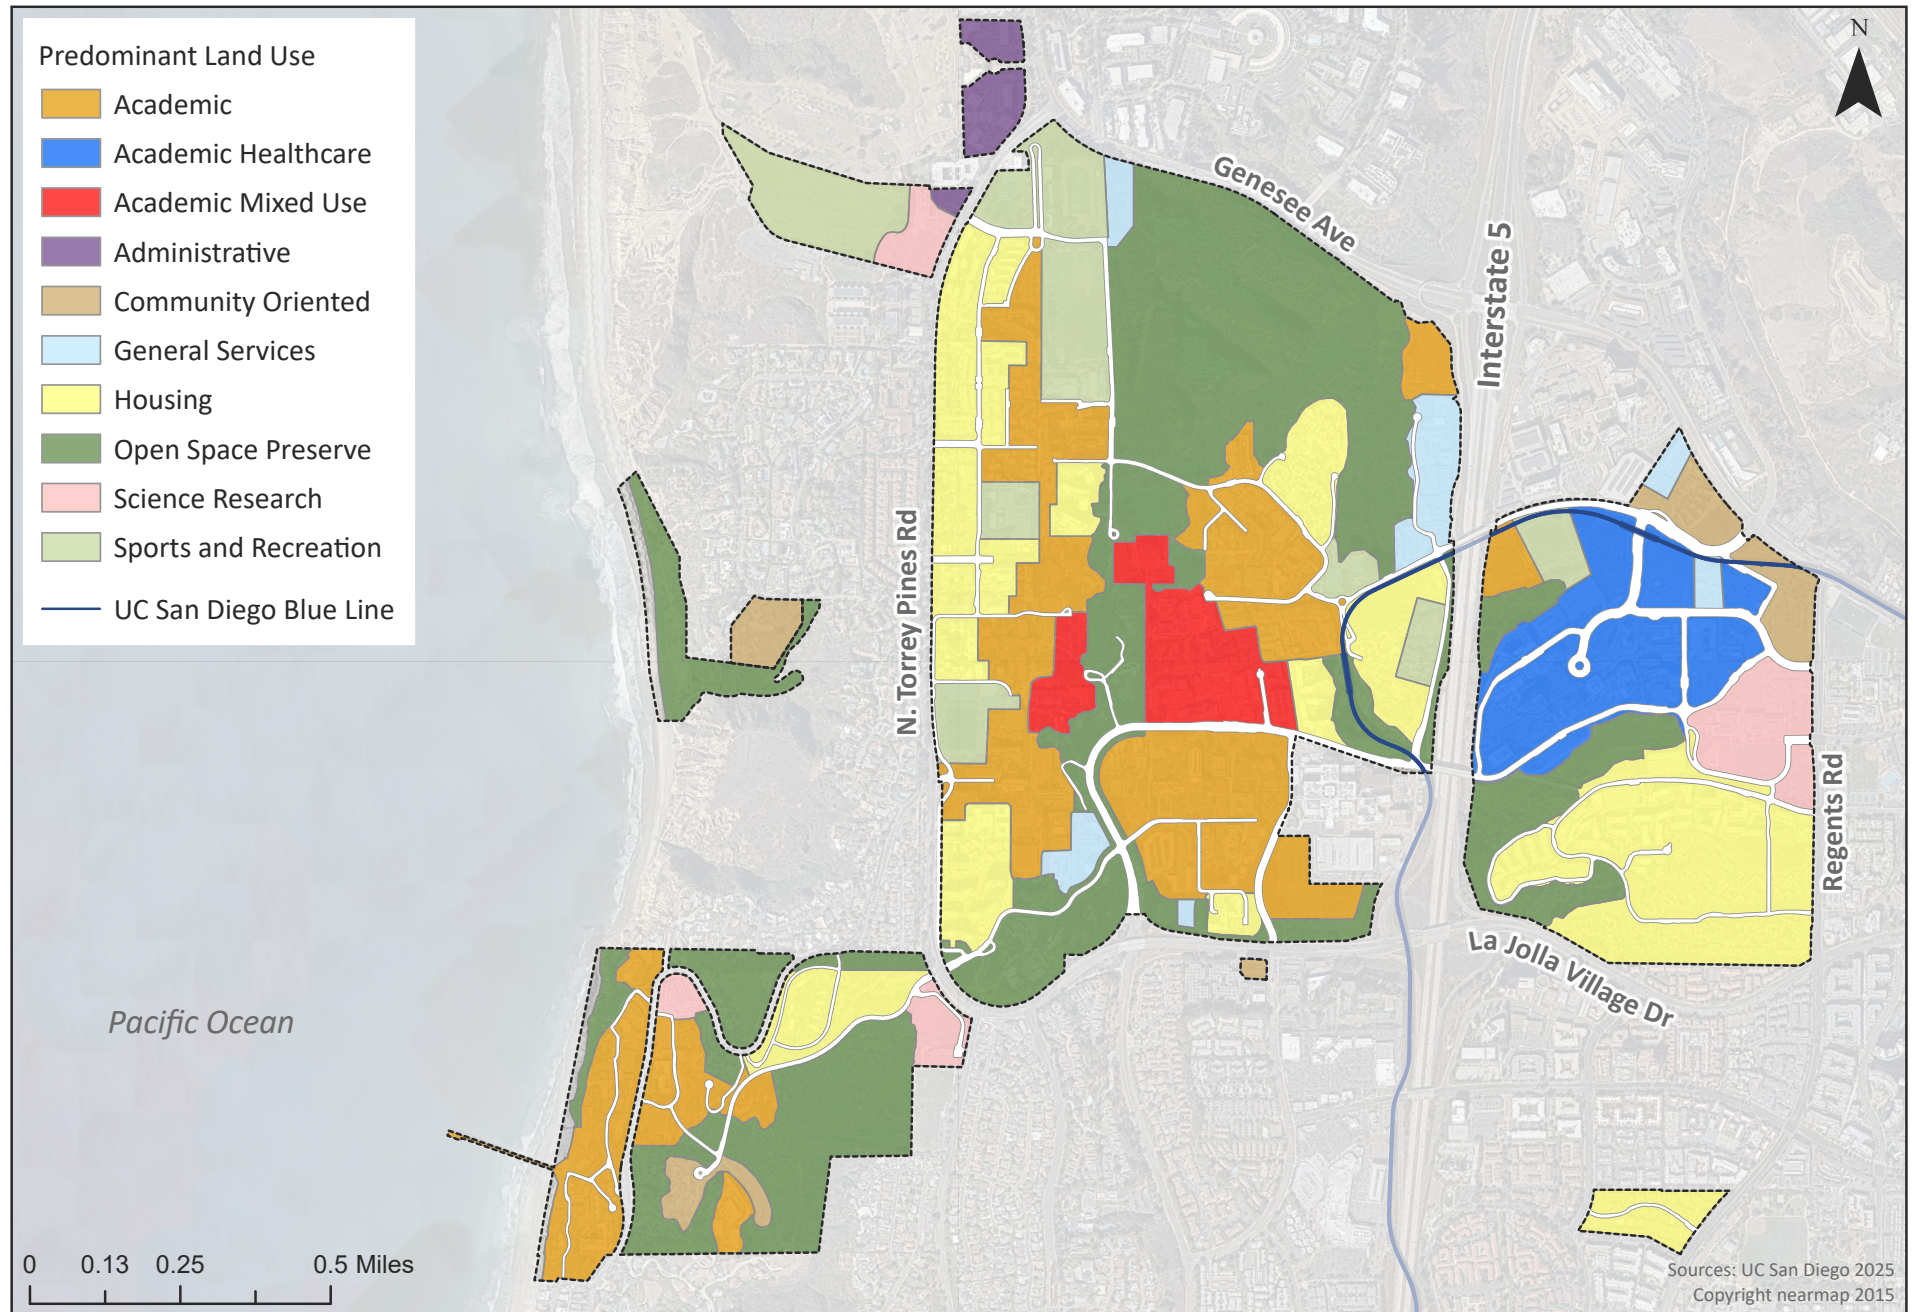 Predominant Land Use
Academic
Academic Healthcare
Academic Mixed Use
Administrative
Community Oriented
General Services
Housing
Open Space Preserve
Science Research
Sports and Recreation
UC San Diego Blue Line
N
Genesee Ave
Interstate 5
N. Torrey Pines Rd
Regents Rd
La Jolla Village Dr
Pacific Ocean
0 0.13 0.25 0.5 Miles
Sources: UC San Diego 2025
Copyright nearmap 2015